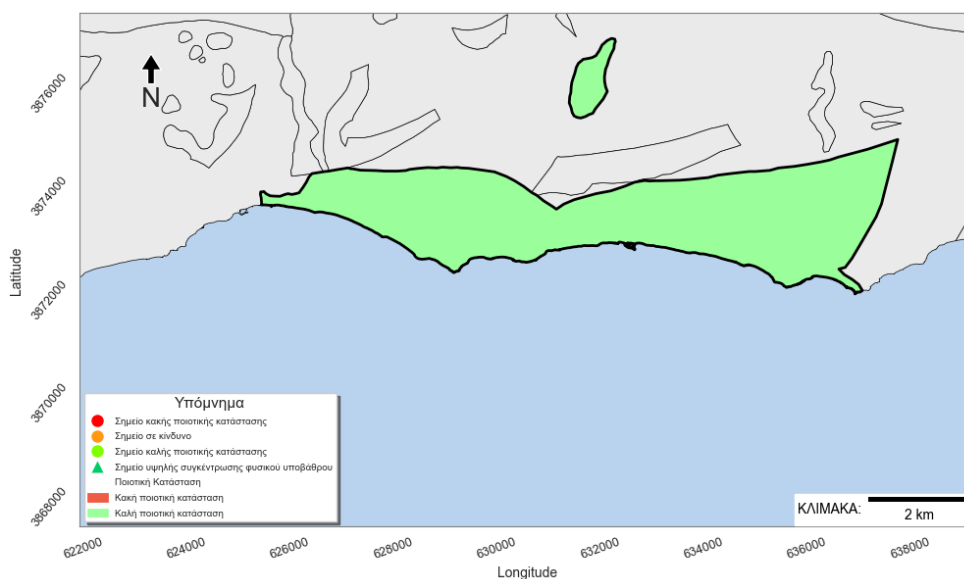 N
Latitude
3876000
3874000
3872000
3870000
3868000
Υπόμνημα
Σημείο κακής ποιοτικής κατάστασης
Σημείο σε κίνδυνο
Σημείο καλής ποιοτικής κατάστασης
Σημείο υψηλής συγκέντρωσης φυσικού υποβάθρου
Ποιοτική Κατάσταση
Κακή ποιοτική κατάσταση
Καλή ποιοτική κατάσταση
ΚΛΙΜΑΚΑ:
2 km
622000 624000 626000 628000 630000 632000 634000 636000 638000
Longitude